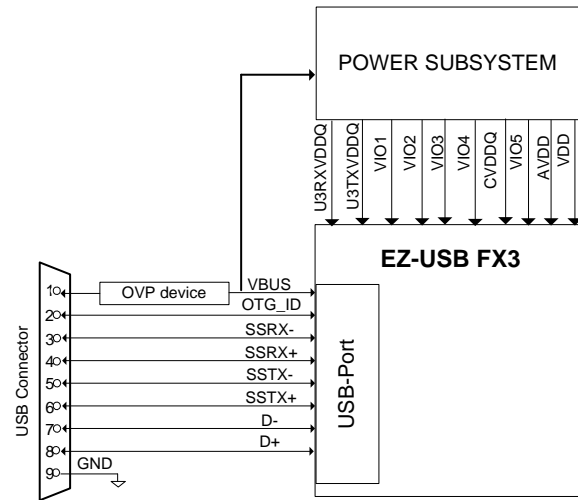 POWER SUBSYSTEM
U3RXVDDQ
U3TXVDDQ
VIO1
VIO2
VIO3
VIO4
CVDDQ
VIO5
AVDD
VDD
EZ-USB FX3
USB Connector
1
OVP device
VBUS
2
OTG_ID
3
SSRX-
4
SSRX+
5
SSTX-
6
SSTX+
7
D-
8
D+
9
GND
USB-Port